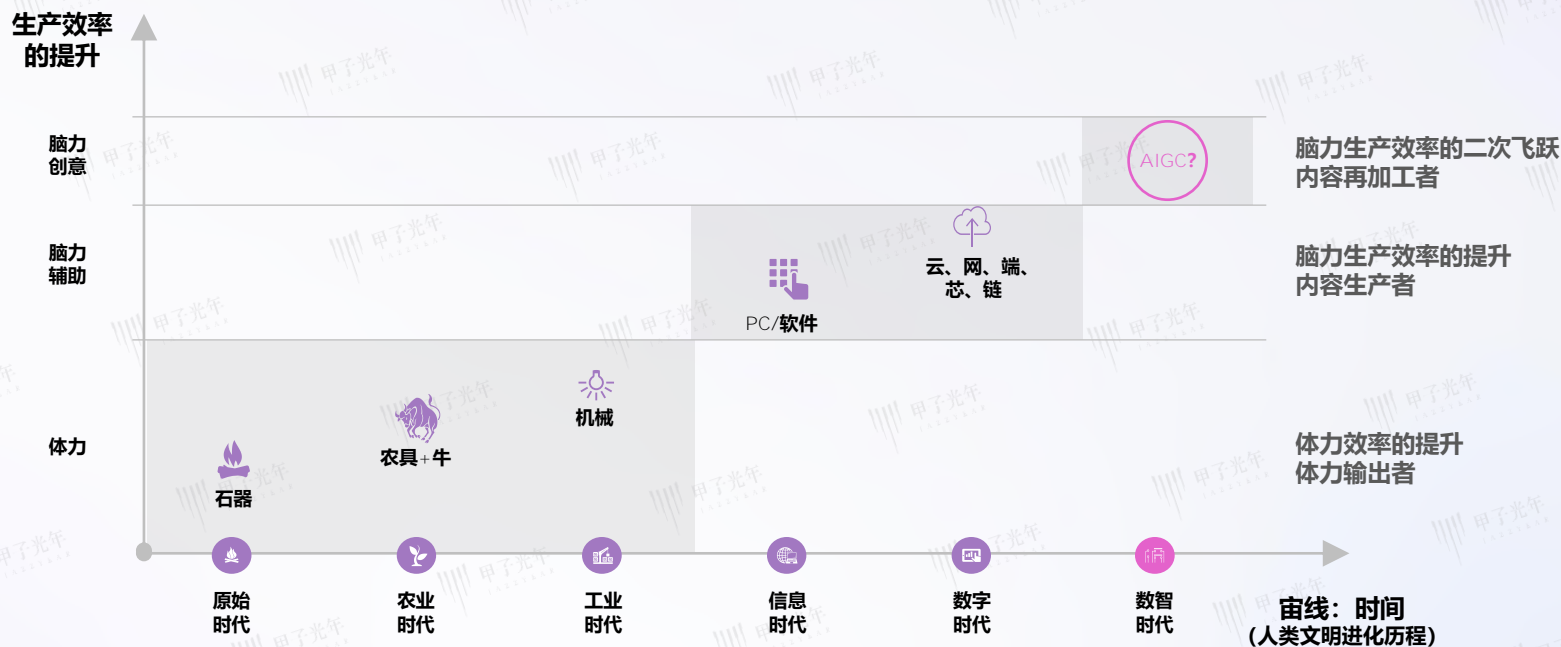 生产效率
的提升
脑力
创意
AIGC?
脑力生产效率的二次飞跃
内容再加工者
脑力
辅助
PC/软件
云、网、端、
芯、链
脑力生产效率的提升
内容生产者
体力
石器
农具+牛
机械
体力效率的提升
体力输出者
原始
时代
农业
时代
工业
时代
信息
时代
数字
时代
数智
时代
宙线：时间
（人类文明进化历程）
甲子光年